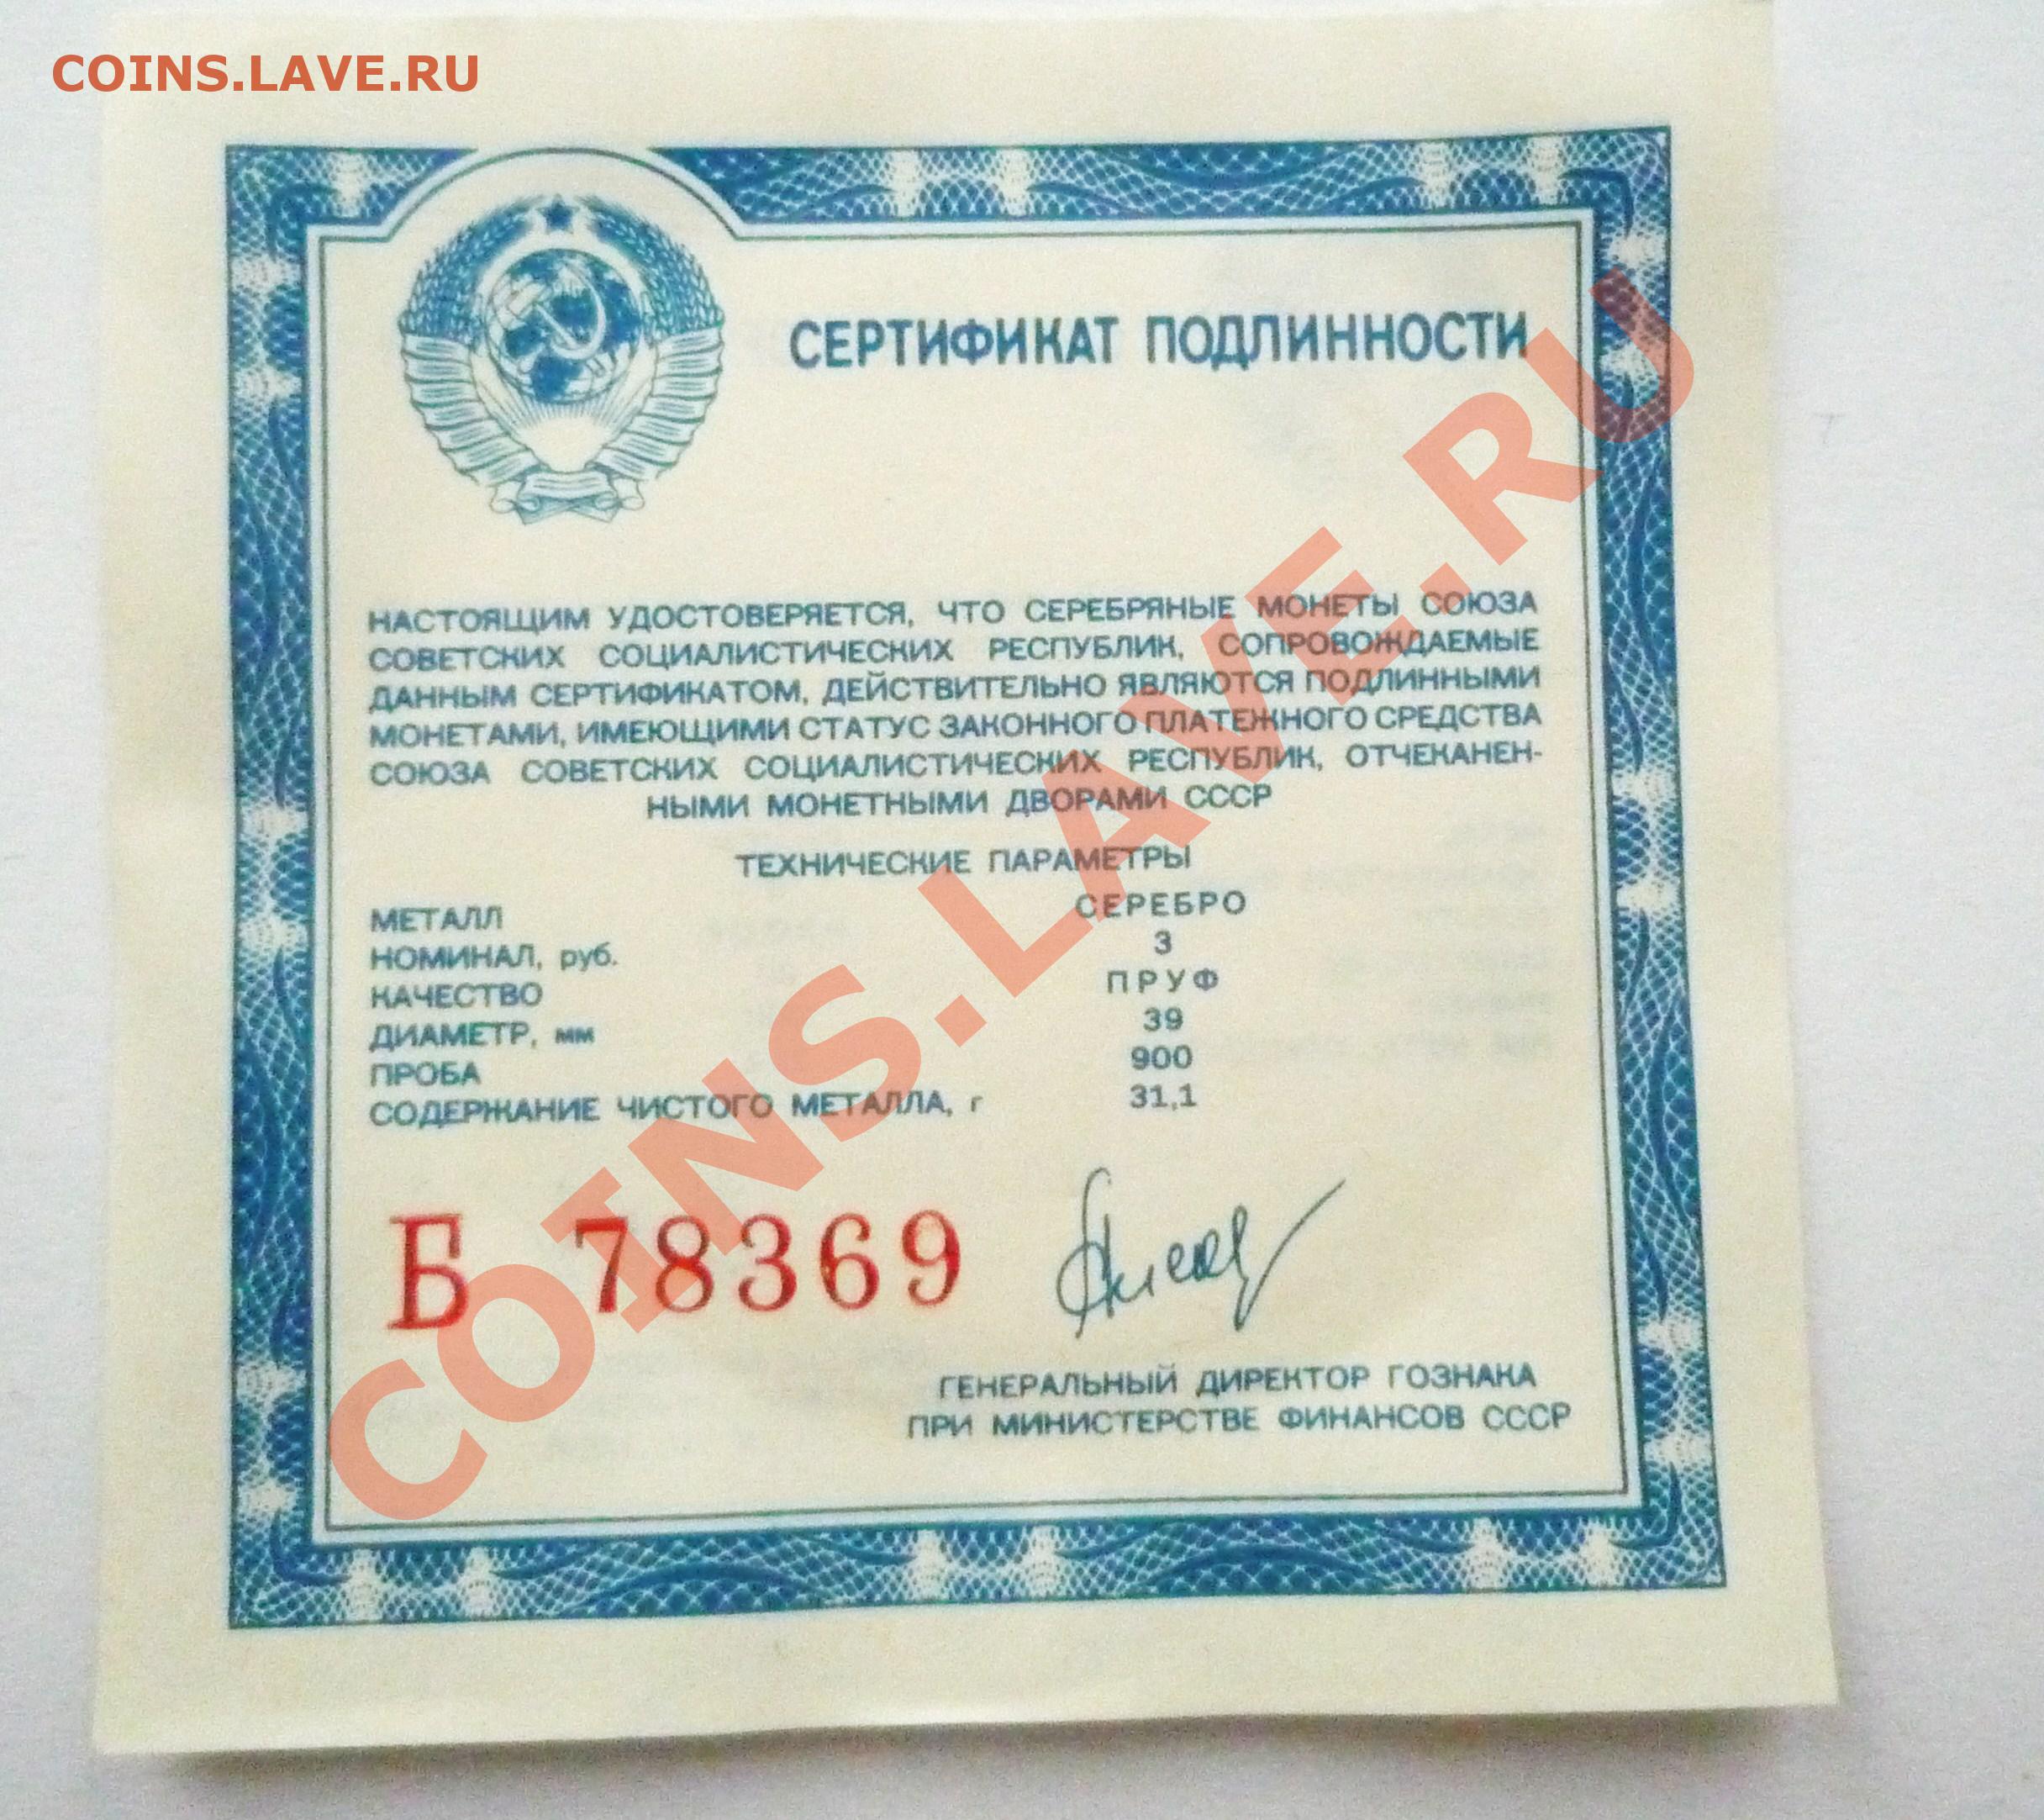 COINS.LAVE.RU
СЕРТИФИКАТ ПОДЛИННОСТИ
НАСТОЯЩИМ УДОСТОВЕРЯЕТСЯ, ЧТО СЕРЕБРЯНЫЕ МОНЕТЫ СОЮЗА
СОВЕТСКИХ СОЦИАЛИСТИЧЕСКИХ РЕСПУБЛИК, СОПРОВОЖДАЕМЫЕ
ДАННЫМ СЕРТИФИКАТОМ, ДЕЙСТВИТЕЛЬНО ЯВЛЯЮТСЯ ПОДЛИННЫМИ
МОНЕТАМИ, ИМЕЮЩИМИ СТАТУС ЗАКОННОГО ПЛАТЕЖНОГО СРЕДСТВА
СОЮЗА СОВЕТСКИХ СОЦИАЛИСТИЧЕСКИХ РЕСПУБЛИК, ОТЧЕКАНЕН-
НЫМИ МОНЕТНЫМИ ДВОРАМИ СССР
ТЕХНИЧЕСКИЕ ПАРАМЕТРЫ
МЕТАЛЛ СЕРЕБРО
НОМИНАЛ, руб. 3
КАЧЕСТВО ПРУФ
ДИАМЕТР, мм 39
ПРОБА 900
СОДЕРЖАНИЕ ЧИСТОГО МЕТАЛЛА, г 31,1
Б 78369
ГЕНЕРАЛЬНЫЙ ДИРЕКТОР ГОЗНАКА
ПРИ МИНИСТЕРСТВЕ ФИНАНСОВ СССР
COINS.LAVE.RU